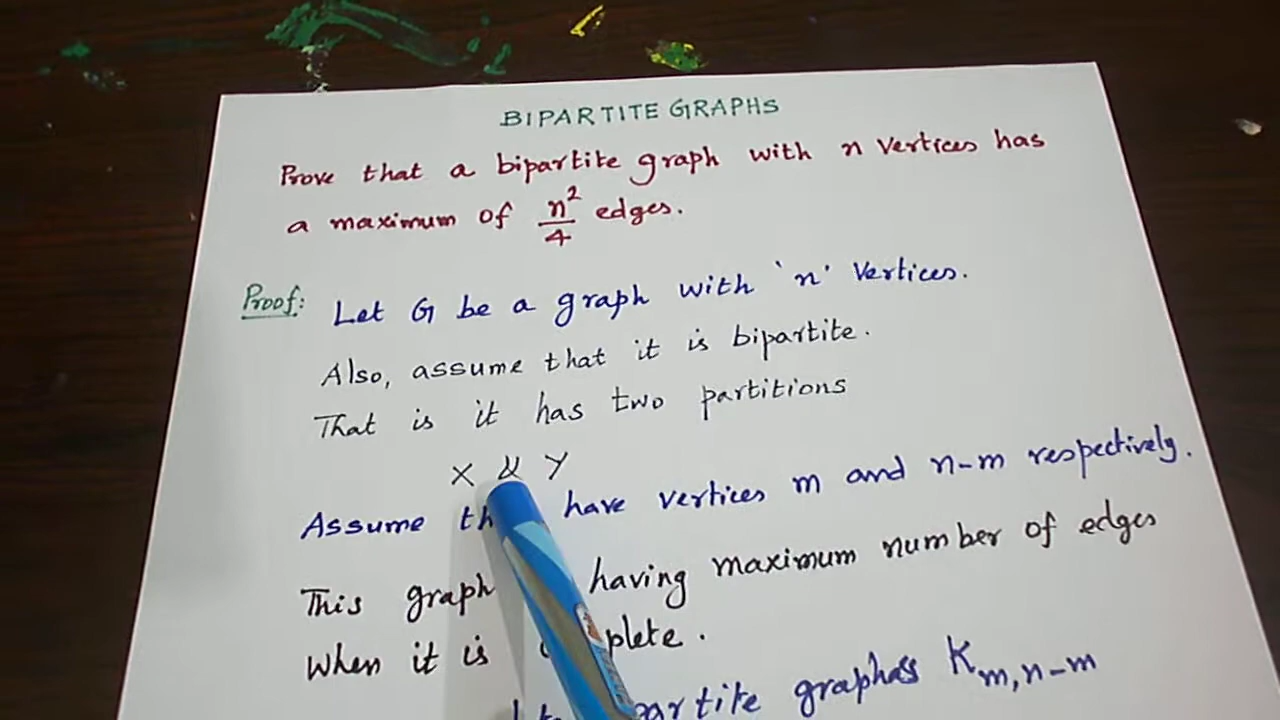 BIPARTITE GRAPHS
Prove that a bipartite graph with n vertices has
a maximum of n²/4 edges.
Proof: Let G be a graph with 'n' vertices.
Also, assume that it is bipartite.
That is it has two partitions
X & Y
Assume have vertices m and n-m respectively.
This graph having maximum number of edges
When it is
graphas K m,n-m